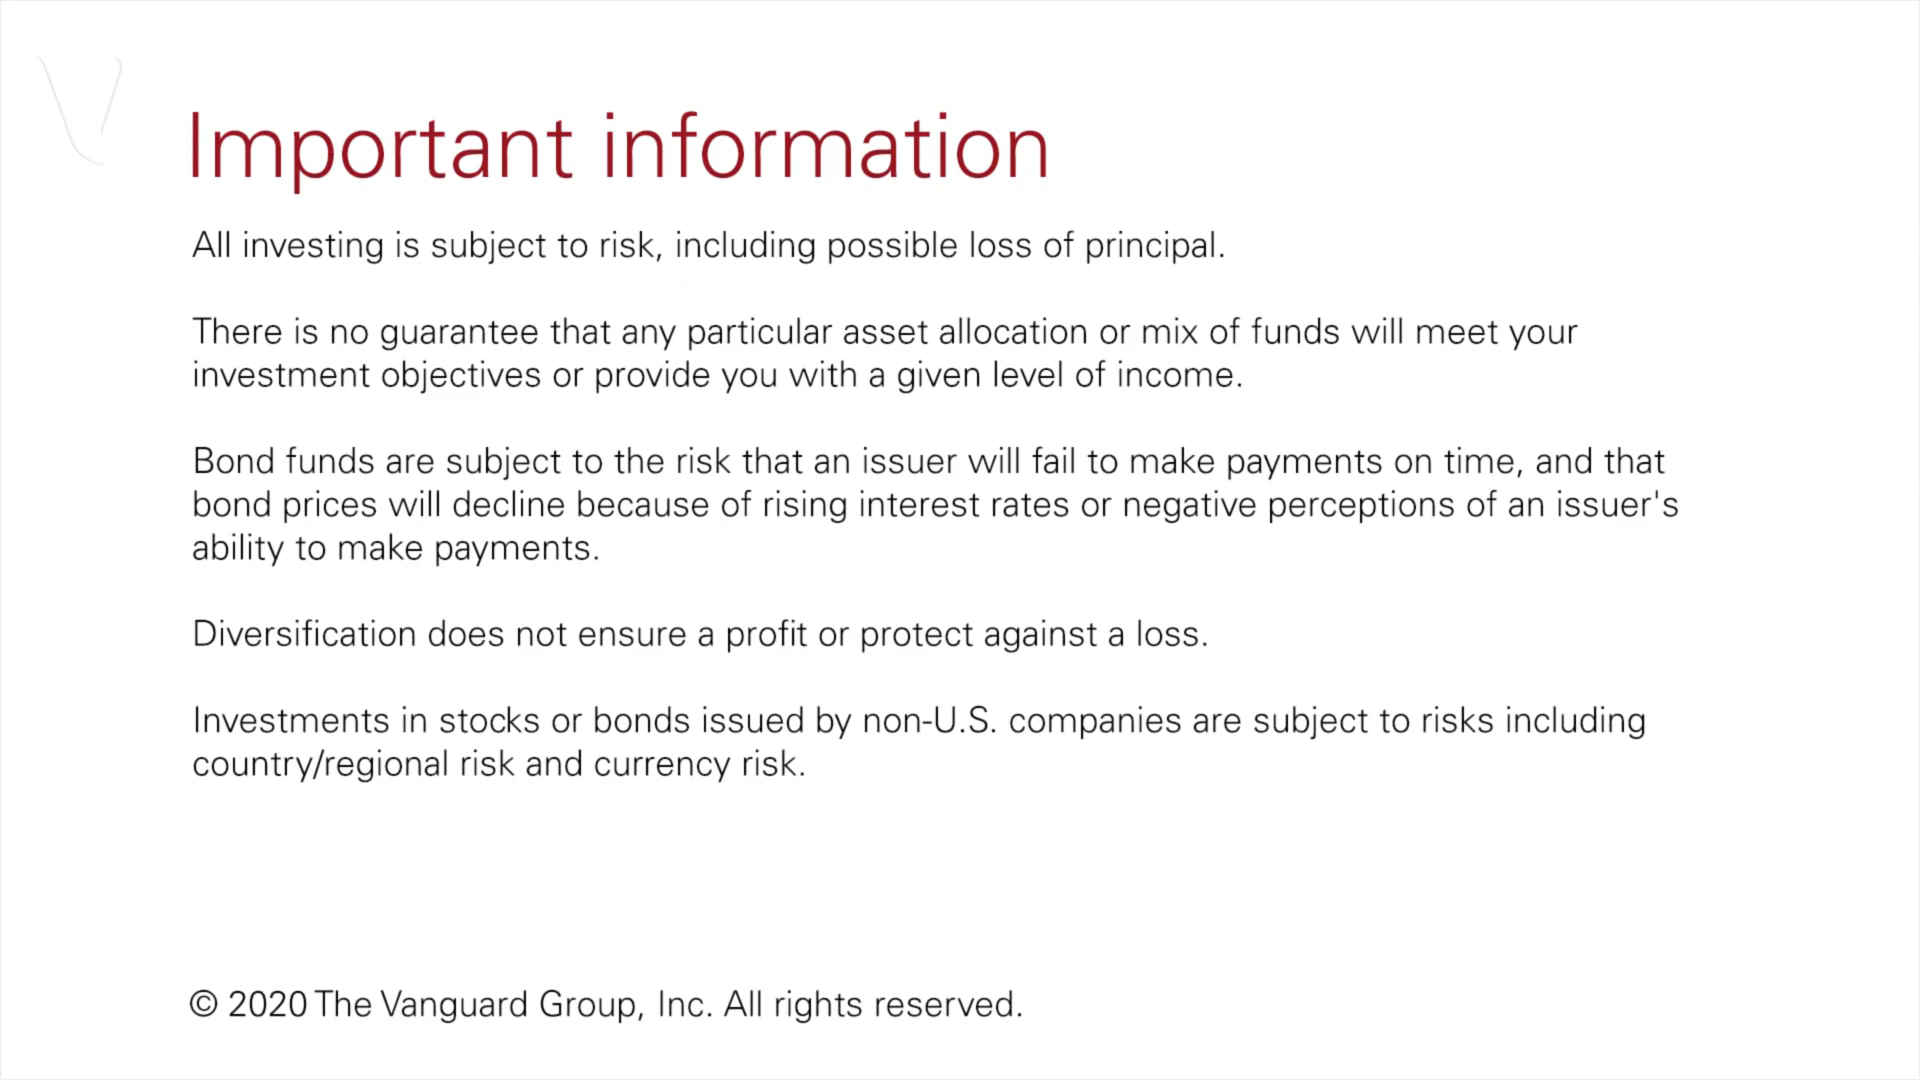 Important information
All investing is subject to risk, including possible loss of principal.
There is no guarantee that any particular asset allocation or mix of funds will meet your
investment objectives or provide you with a given level of income.
Bond funds are subject to the risk that an issuer will fail to make payments on time, and that
bond prices will decline because of rising interest rates or negative perceptions of an issuer's
ability to make payments.
Diversification does not ensure a profit or protect against a loss.
Investments in stocks or bonds issued by non-U.S. companies are subject to risks including
country/regional risk and currency risk.
© 2020 The Vanguard Group, Inc. All rights reserved.